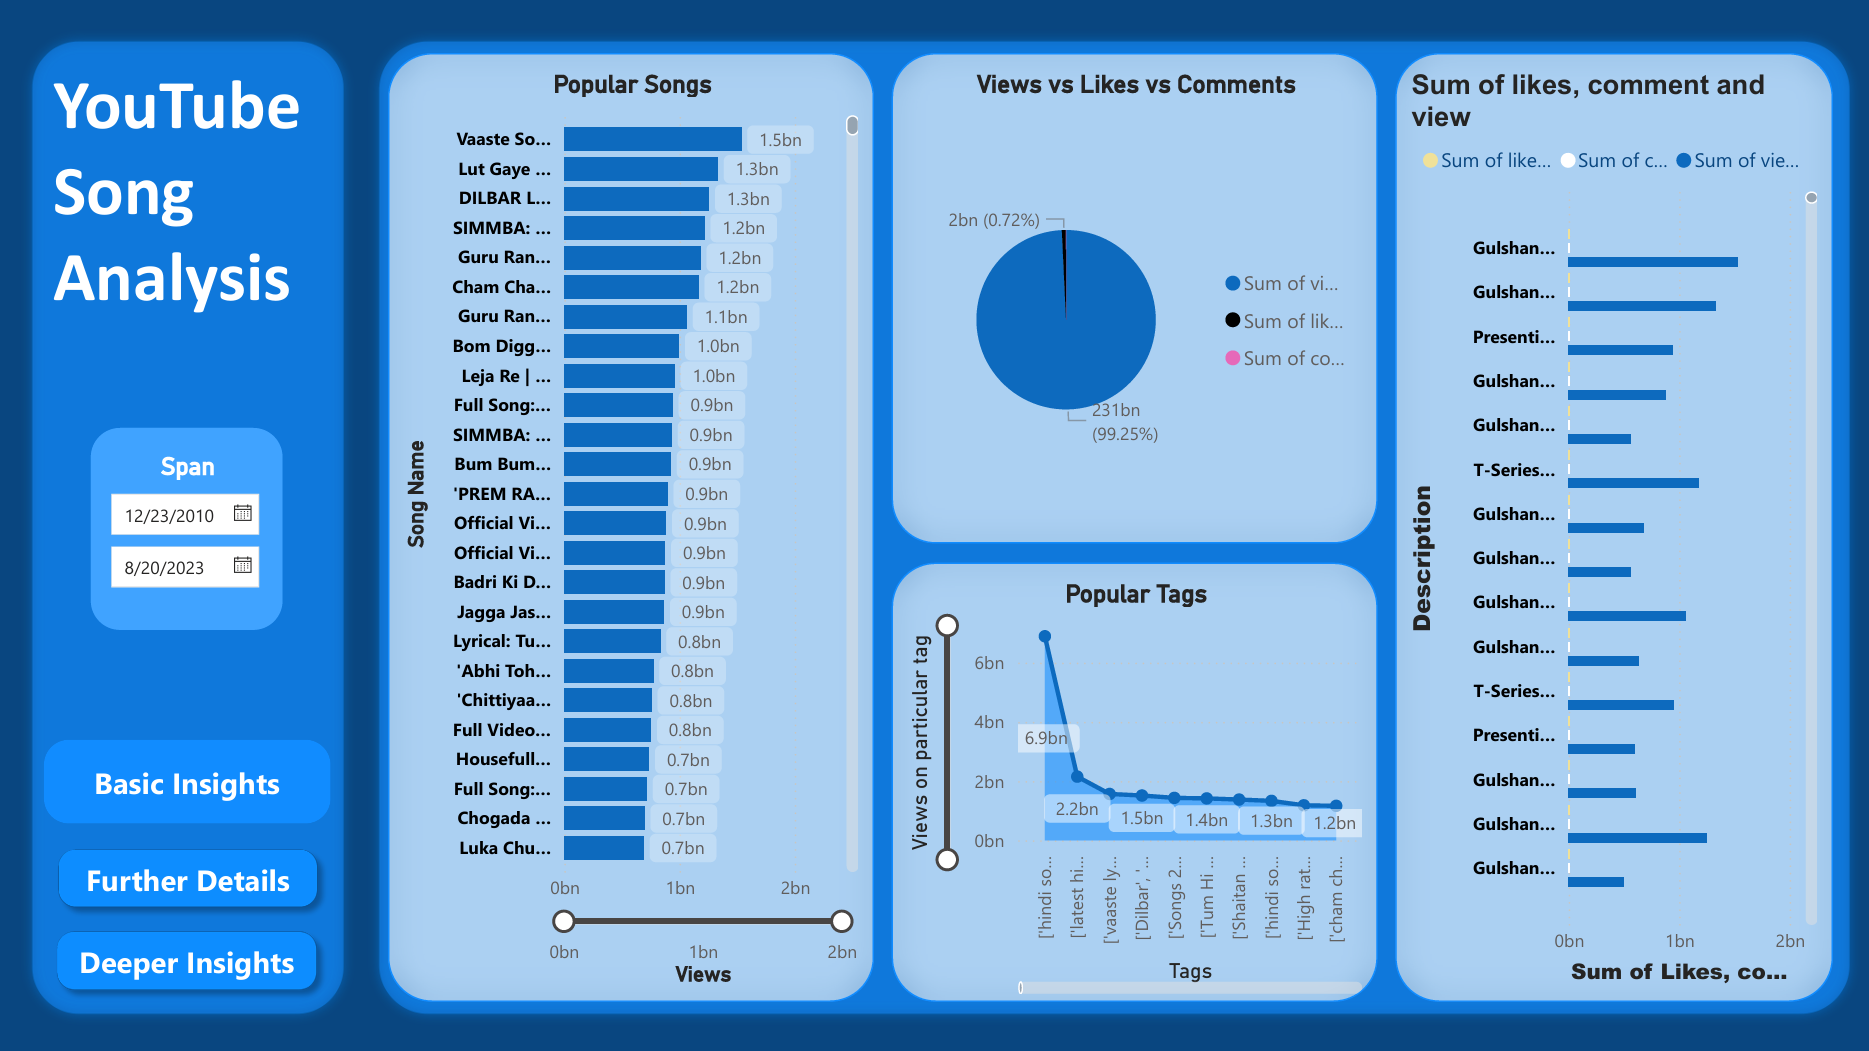 YouTube
Song
Analysis
Span
12/23/2010
8/20/2023
Basic Insights
Further Details
Deeper Insights
Popular Songs
Song Name
Vaaste So... 1.5bn
Lut Gaye ... 1.3bn
DILBAR L... 1.3bn
SIMMBA: ... 1.2bn
Guru Ran... 1.2bn
Cham Cha... 1.2bn
Guru Ran... 1.1bn
Bom Digg... 1.0bn
Leja Re | ... 1.0bn
Full Song:... 0.9bn
SIMMBA: ... 0.9bn
Bum Bum... 0.9bn
'PREM RA... 0.9bn
Official Vi... 0.9bn
Official Vi... 0.9bn
Badri Ki D... 0.9bn
Jagga Jas... 0.9bn
Lyrical: Tu... 0.8bn
'Abhi Toh... 0.8bn
'Chittiyaa... 0.8bn
Full Video... 0.8bn
Housefull... 0.7bn
Full Song:... 0.7bn
Chogada ... 0.7bn
Luka Chu... 0.7bn
0bn 1bn 2bn
0bn 1bn 2bn
Views
Views vs Likes vs Comments
2bn (0.72%)
231bn
(99.25%)
Sum of vi...
Sum of lik...
Sum of co...
Popular Tags
Views on particular tag
6bn
4bn
2bn
0bn
6.9bn
2.2bn
1.5bn
1.4bn
1.3bn
1.2bn
['hindi so...
['latest hi...
['vaaste ly...
['Dilbar', '...
['Songs 2...
['Tum Hi ...
['Shaitan ...
['hindi so...
['High rat...
['cham ch...
Tags
Sum of likes, comment and
view
Sum of like... Sum of c... Sum of vie...
Description
Gulshan...
Gulshan...
Presenti...
Gulshan...
Gulshan...
T-Series...
Gulshan...
Gulshan...
Gulshan...
Gulshan...
T-Series...
Presenti...
Gulshan...
Gulshan...
Gulshan...
0bn 1bn 2bn
Sum of Likes, co...